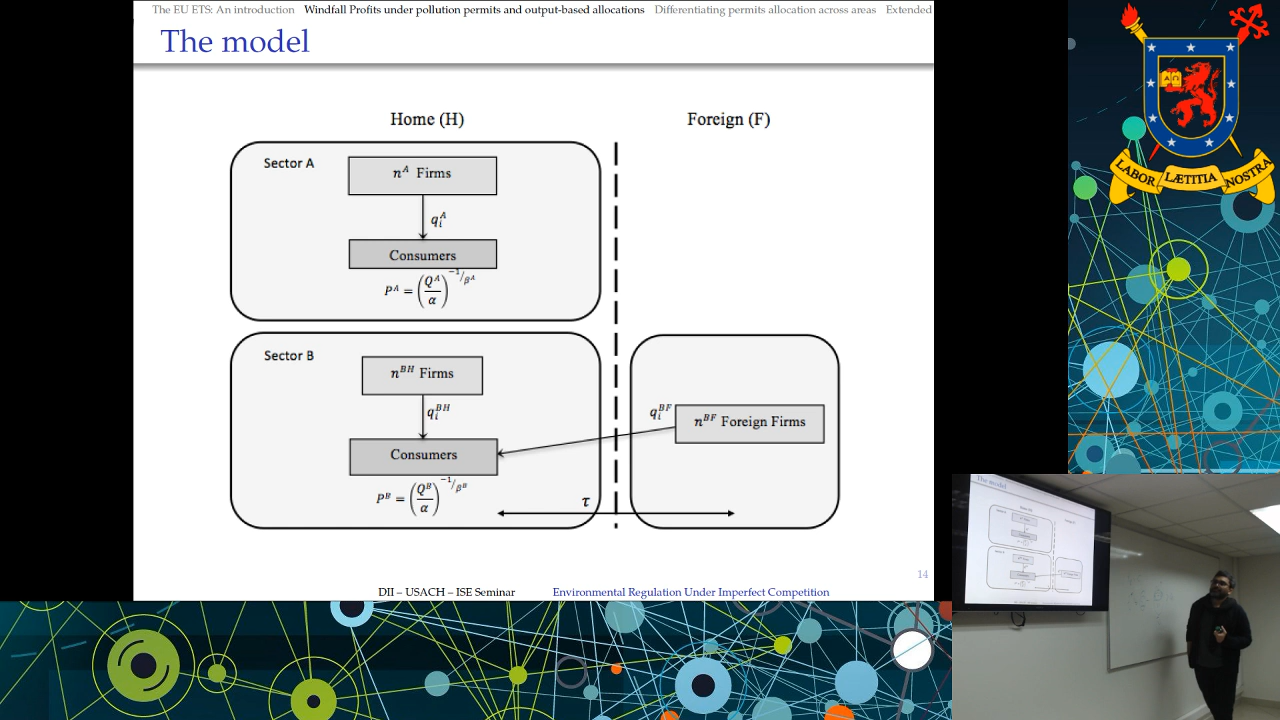 The EU ETS: An introduction Windfall Profits under pollution permits and output-based allocations Differentiating permits allocation across areas Extended
The model
Home (H) Foreign (F)
Sector A
n^A Firms
q_i^A
Consumers
P^A = (Q^A/α)^(-1/β^A)
Sector B
n^BH Firms
q_i^BH
q_i^BF
n^BF Foreign Firms
Consumers
P^B = (Q^B/α)^(-1/β^B)
τ
14
DII – USACH – ISE Seminar Environmental Regulation Under Imperfect Competition
LABOR LÆTITIA NOSTRA
The model